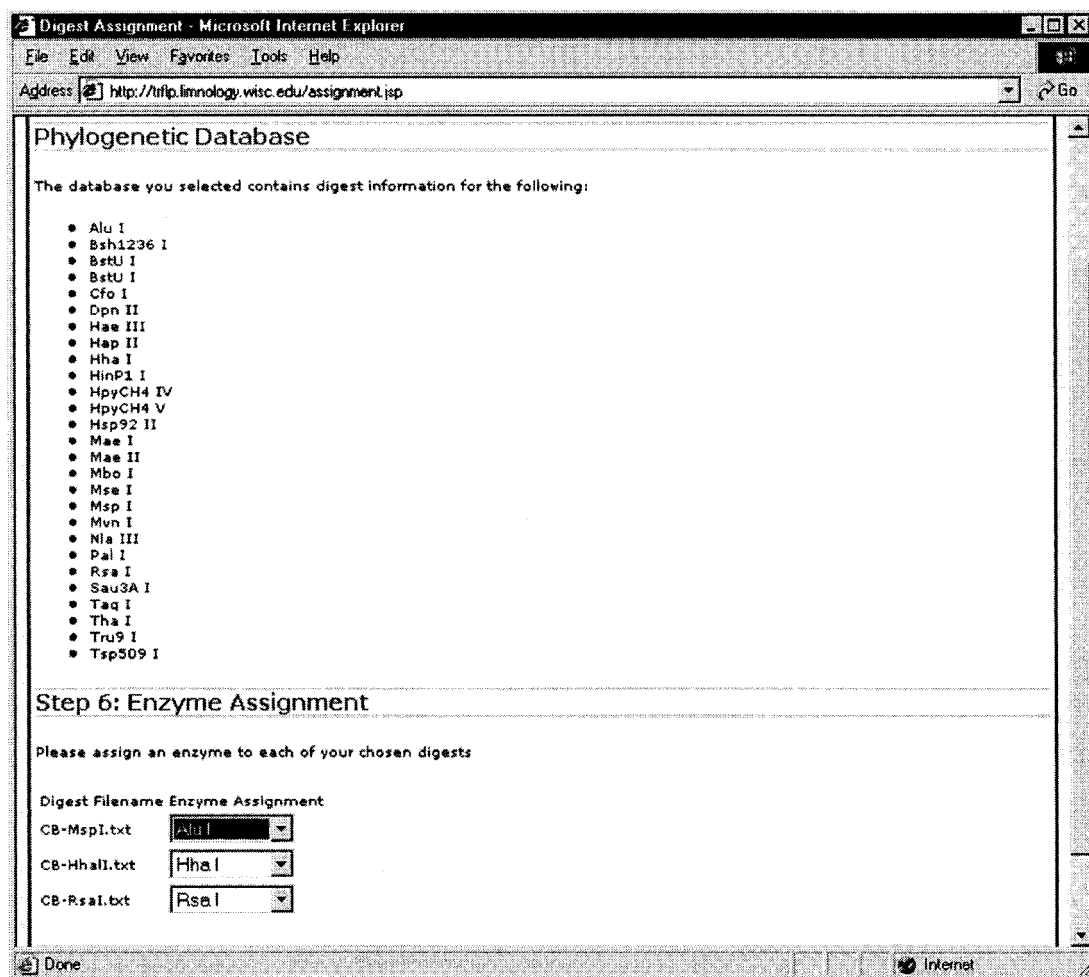 Digest Assignment - Microsoft Internet Explorer
File Edit View Favorites Tools Help
Address http://trflp.limnology.wisc.edu/assignment.jsp Go
Phylogenetic Database
The database you selected contains digest information for the following:
• Alu I
• Bsh1236 I
• BstU I
• BstU I
• Cfo I
• Dpn II
• Hae III
• Hap II
• Hha I
• HinP1 I
• HpyCH4 IV
• HpyCH4 V
• Hsp92 II
• Mae I
• Mae II
• Mbo I
• Mse I
• Msp I
• Mvn I
• Nla III
• Pal I
• Rsa I
• Sau3A I
• Taq I
• Tha I
• Tru9 I
• Tsp509 I
Step 6: Enzyme Assignment
Please assign an enzyme to each of your chosen digests
Digest Filename Enzyme Assignment
CB-MspI.txt Alu I
CB-HhaII.txt Hha I
CB-RsaI.txt Rsa I
Done Internet